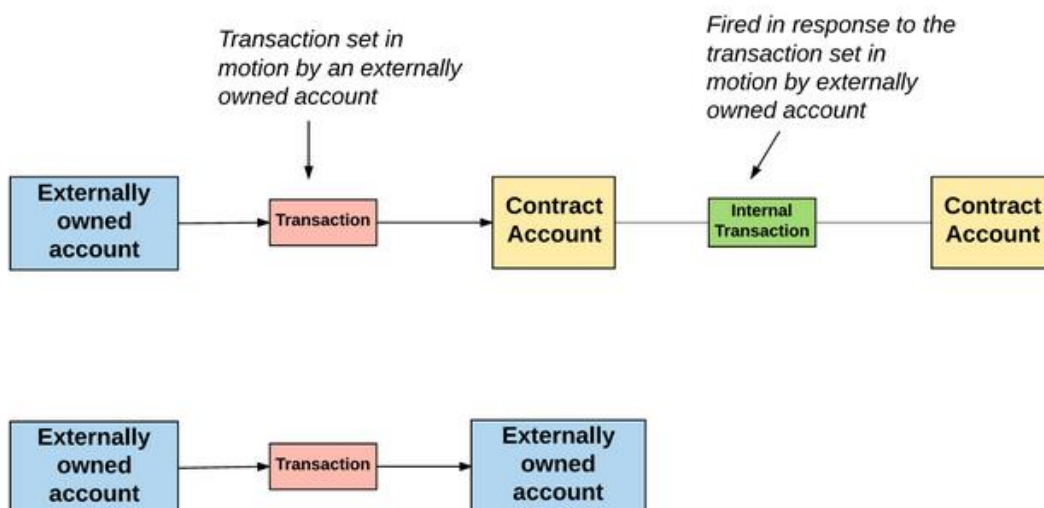 Transaction set in
motion by an externally
owned account
Fired in response to the
transaction set in
motion by externally
owned account
Externally
owned
account
Transaction
Contract
Account
Internal
Transaction
Contract
Account
Externally
owned
account
Transaction
Externally
owned
account